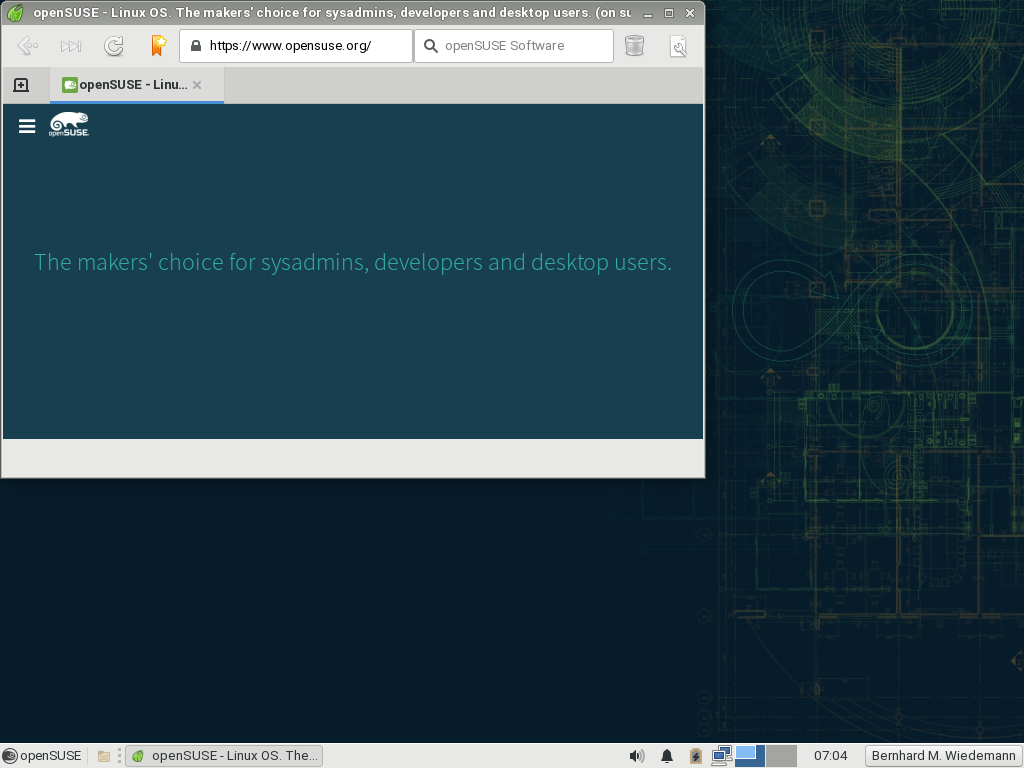 openSUSE - Linux OS. The makers' choice for sysadmins, developers and desktop users. (on su
https://www.opensuse.org/
openSUSE Software
openSUSE - Linu...
openSUSE.
The makers' choice for sysadmins, developers and desktop users.
openSUSE
openSUSE - Linux OS. The...
07:04
Bernhard M. Wiedemann